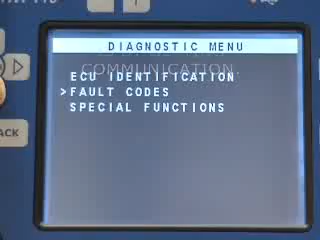 DIAGNOSTIC MENU
ECU IDENTIFICATION
COMMUNICATION.
>FAULT CODES
SPECIAL FUNCTIONS
ACK